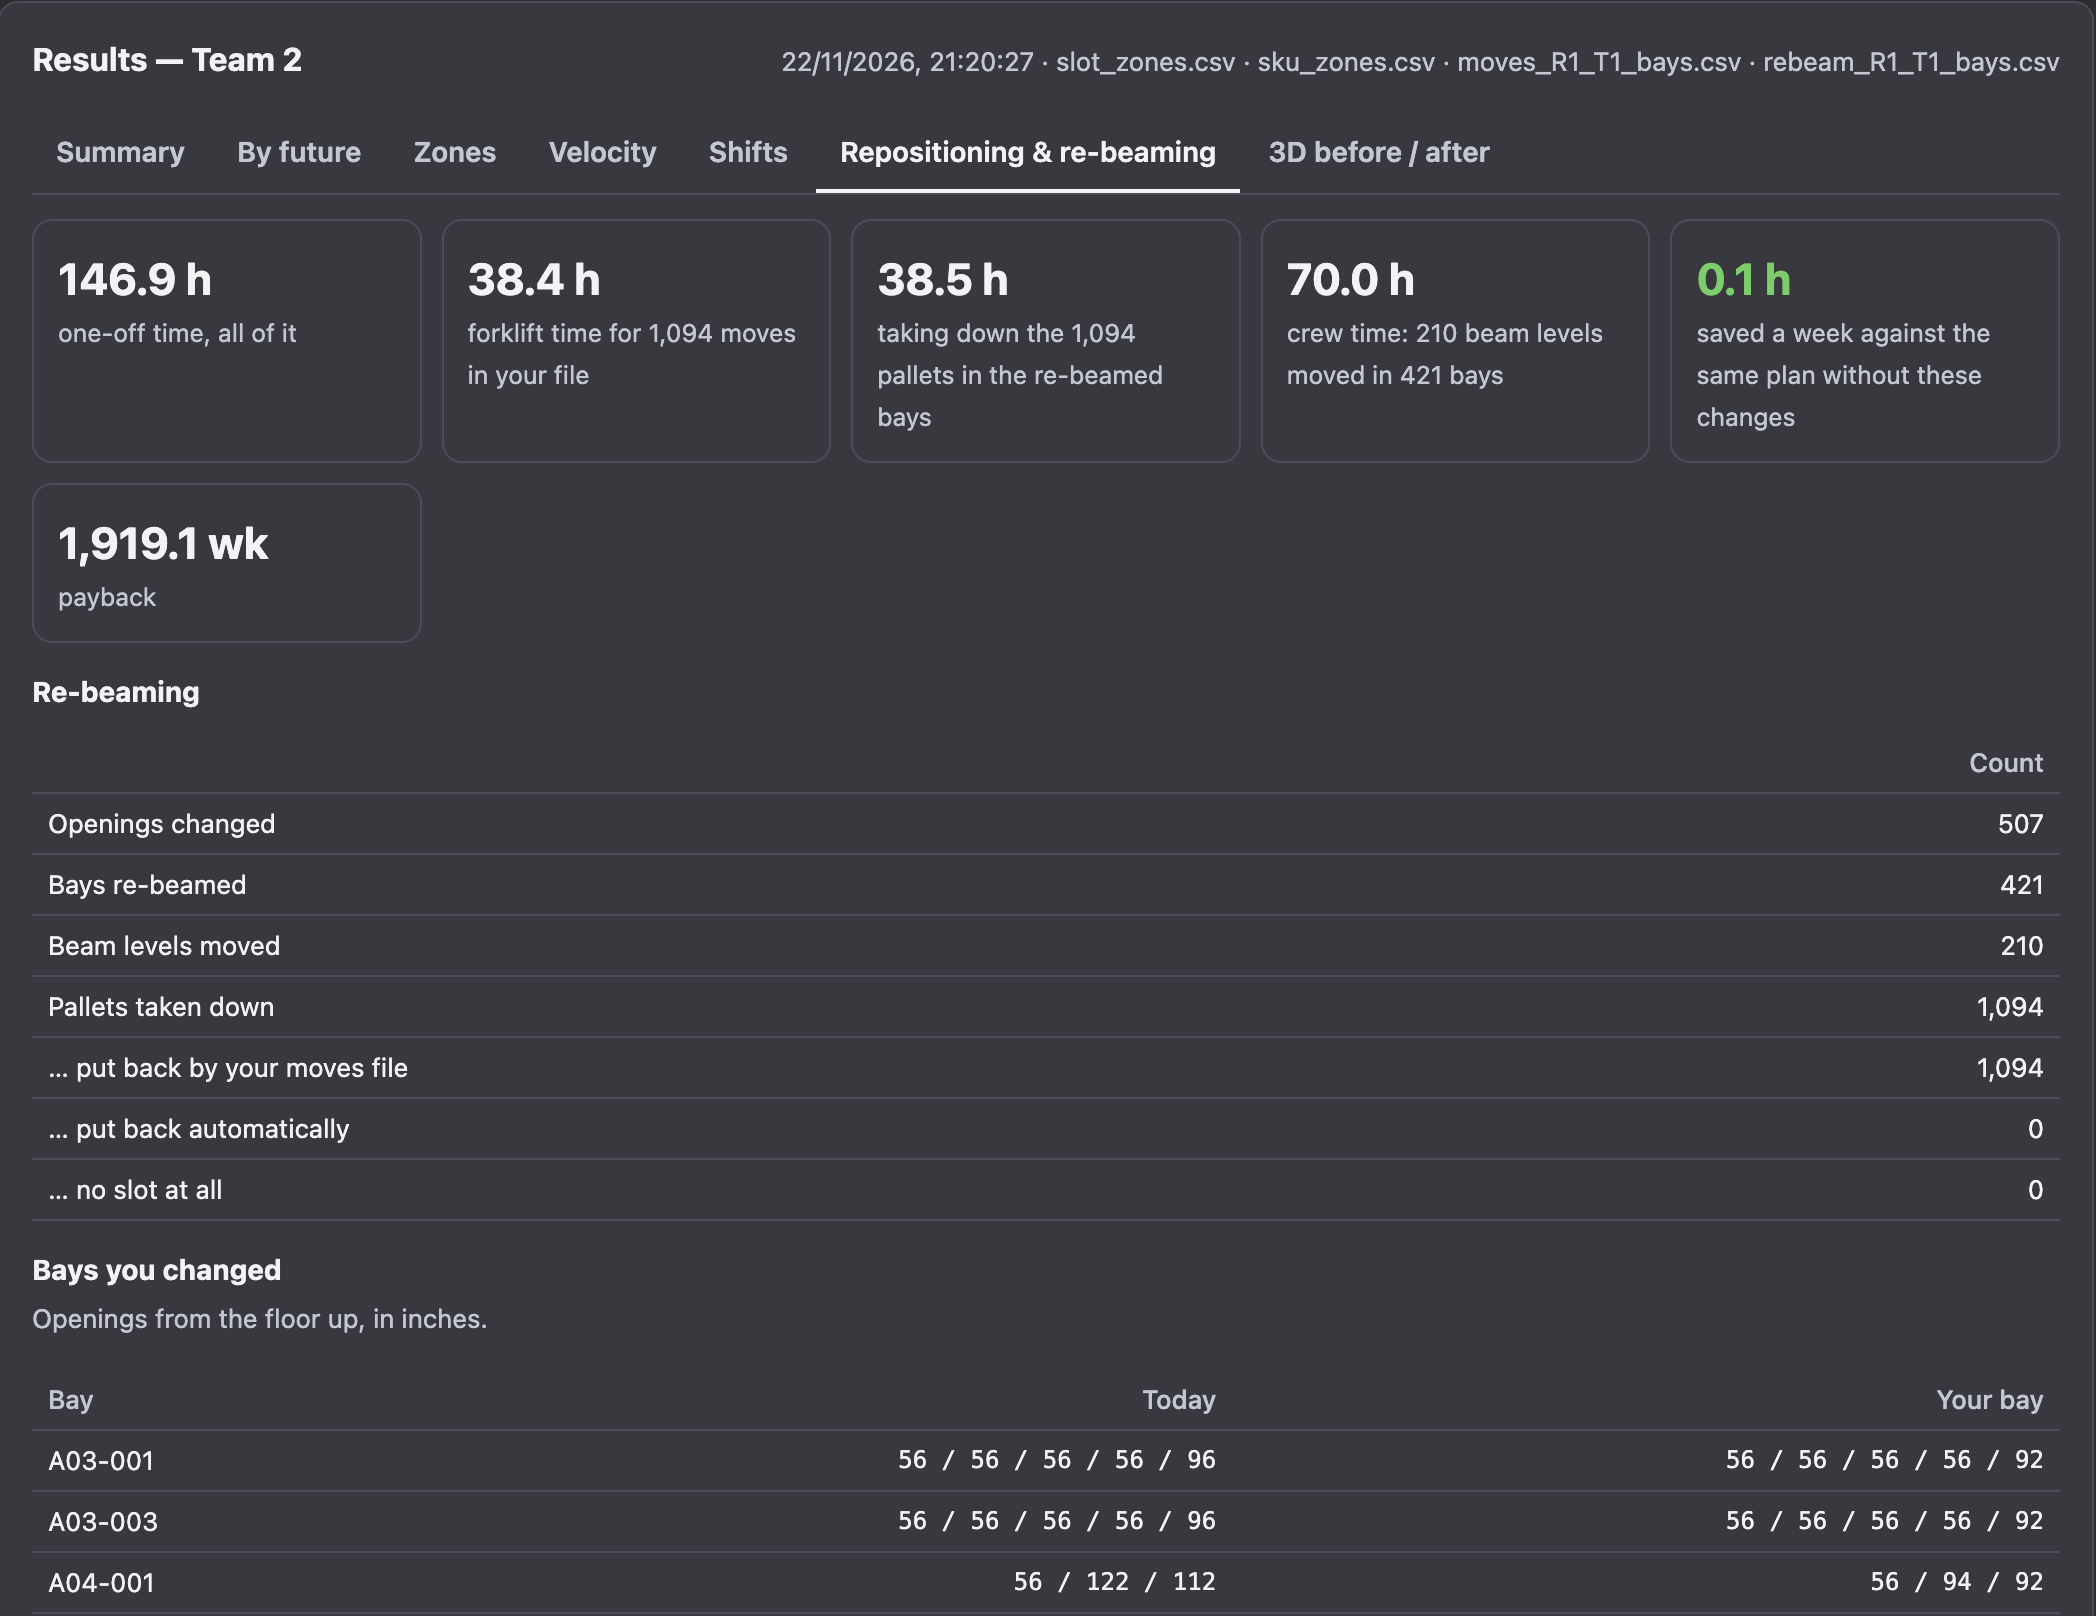 Results — Team 2
22/11/2026, 21:20:27 · slot_zones.csv · sku_zones.csv · moves_R1_T1_bays.csv · rebeam_R1_T1_bays.csv
Summary By future Zones Velocity Shifts Repositioning & re-beaming 3D before / after
146.9 h
one-off time, all of it
38.4 h
forklift time for 1,094 moves
in your file
38.5 h
taking down the 1,094
pallets in the re-beamed
bays
70.0 h
crew time: 210 beam levels
moved in 421 bays
0.1 h
saved a week against the
same plan without these
changes
1,919.1 wk
payback
Re-beaming
Count
Openings changed 507
Bays re-beamed 421
Beam levels moved 210
Pallets taken down 1,094
... put back by your moves file 1,094
... put back automatically 0
... no slot at all 0
Bays you changed
Openings from the floor up, in inches.
Bay Today Your bay
A03-001 56 / 56 / 56 / 56 / 96 56 / 56 / 56 / 56 / 92
A03-003 56 / 56 / 56 / 56 / 96 56 / 56 / 56 / 56 / 92
A04-001 56 / 122 / 112 56 / 94 / 92